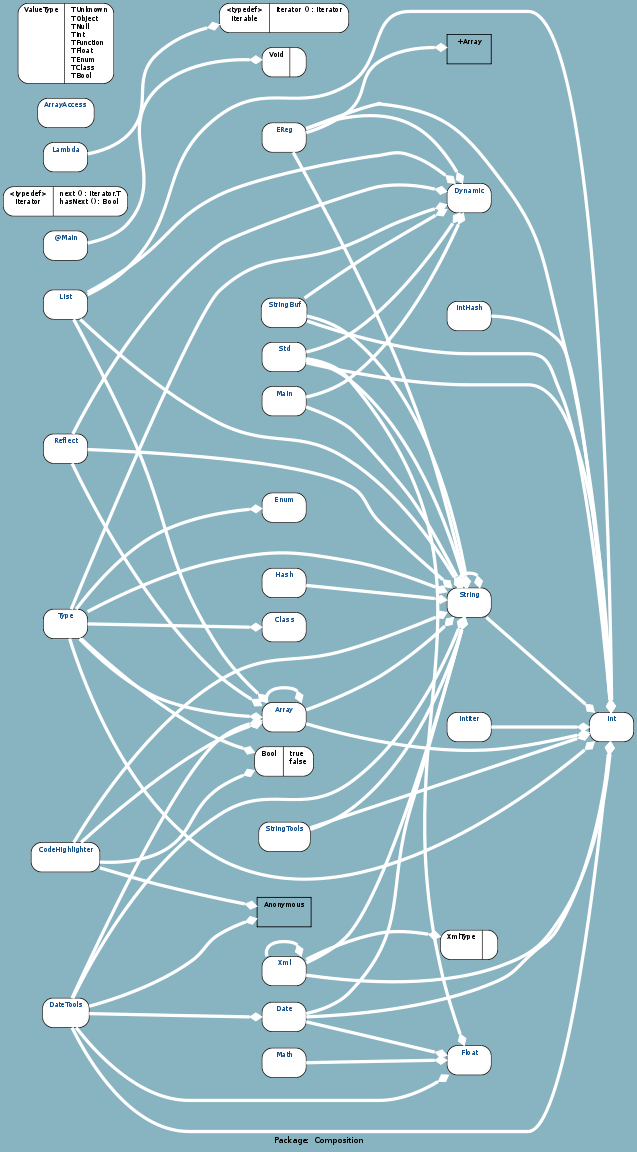 ValueType
TUnknown
TObject
TNull
TInt
TFunction
TFloat
TEnum
TClass
TBool
<typedef>
Iterable
iterator () : Iterator
+Array
Void
ArrayAccess
EReg
Lambda
<typedef>
Iterator
next () : Iterator.T
hasNext () : Bool
Dynamic
@Main
List
StringBuf
IntHash
Std
Main
Reflect
Enum
Hash
String
Type
Class
Array
IntIter
Int
Bool
true
false
StringTools
CodeHighlighter
Anonymous
XmlType
Xml
DateTools
Date
Math
Float
Package: Composition